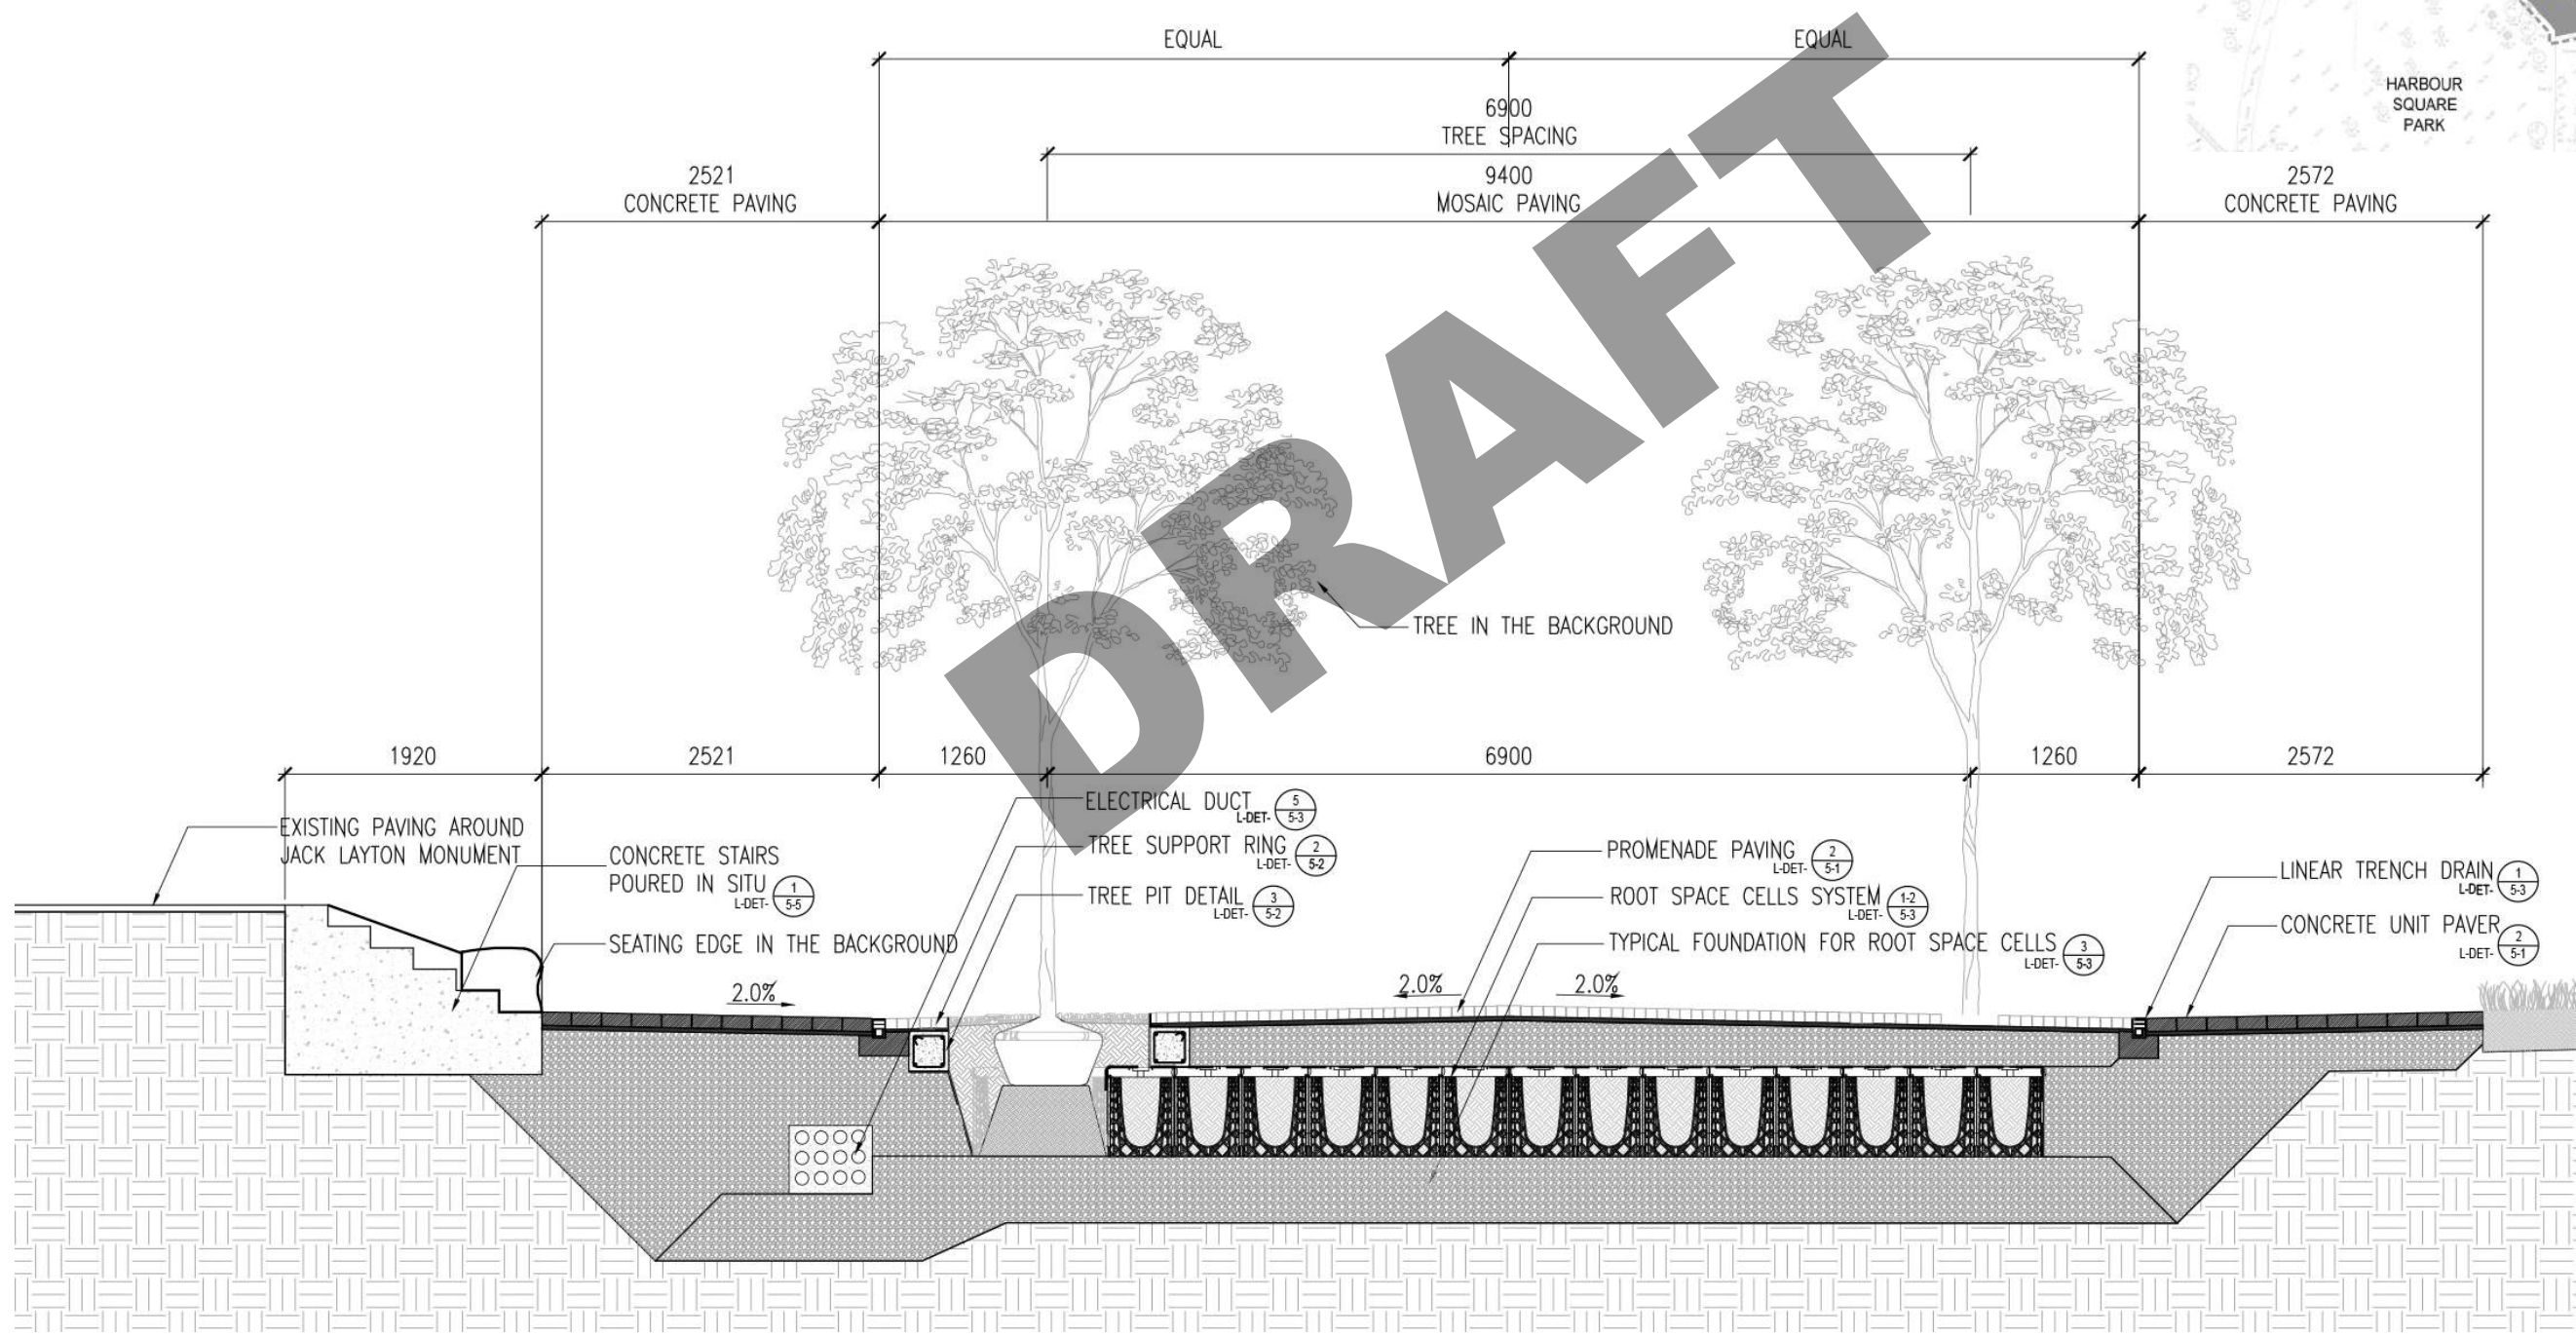 EQUAL
EQUAL
HARBOUR
SQUARE
PARK
6900
TREE SPACING
2521
CONCRETE PAVING
9400
MOSAIC PAVING
2572
CONCRETE PAVING
DRAFT
TREE IN THE BACKGROUND
1920
2521
1260
6900
1260
2572
EXISTING PAVING AROUND
JACK LAYTON MONUMENT
CONCRETE STAIRS
POURED IN SITU
L-DET- 1
5-5
SEATING EDGE IN THE BACKGROUND
ELECTRICAL DUCT
L-DET- 5
5-3
TREE SUPPORT RING
L-DET- 2
5-2
TREE PIT DETAIL
L-DET- 3
5-2
PROMENADE PAVING
L-DET- 2
5-1
ROOT SPACE CELLS SYSTEM
L-DET- 1-2
5-3
TYPICAL FOUNDATION FOR ROOT SPACE CELLS
L-DET- 3
5-3
LINEAR TRENCH DRAIN
L-DET- 1
5-3
CONCRETE UNIT PAVER
L-DET- 2
5-1
2.0%
2.0%
2.0%